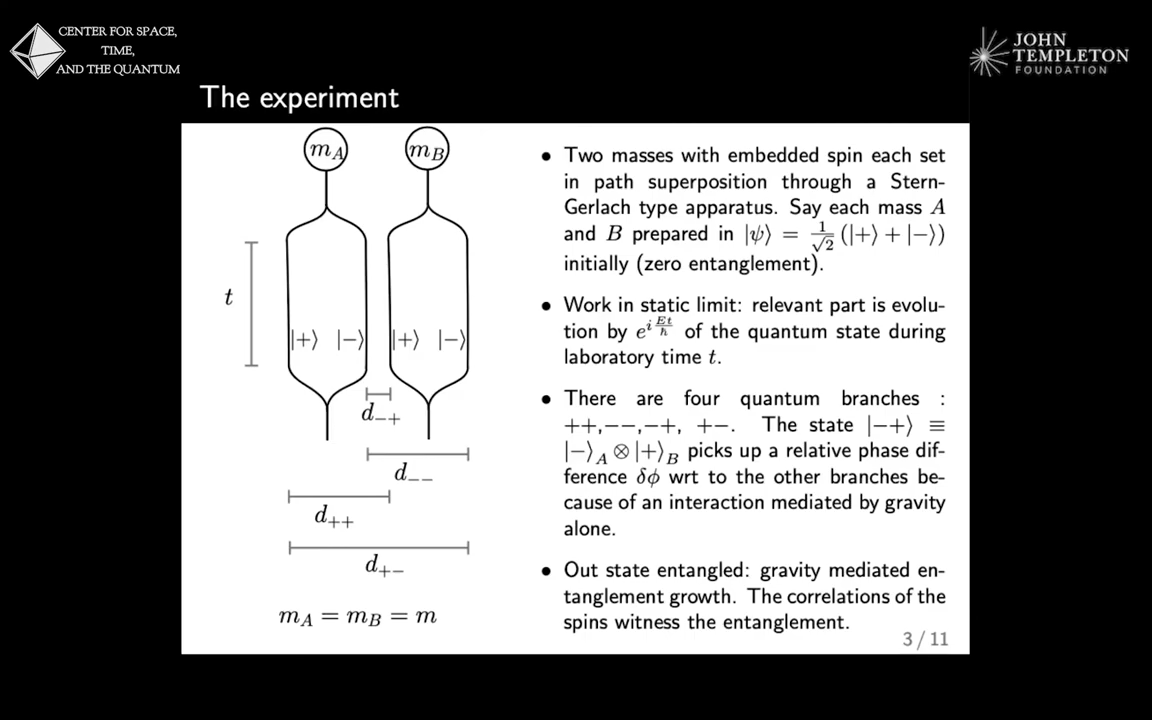 CENTER FOR SPACE,
TIME,
AND THE QUANTUM
JOHN
TEMPLETON
FOUNDATION
The experiment
m_A
m_B
t
|+⟩ |−⟩ |+⟩ |−⟩
d_{−+}
d_{−−}
d_{++}
d_{+−}
m_A = m_B = m
• Two masses with embedded spin each set
in path superposition through a Stern-
Gerlach type apparatus. Say each mass A
and B prepared in |ψ⟩ = 1/√2 (|+⟩ + |−⟩)
initially (zero entanglement).
• Work in static limit: relevant part is evolu-
tion by e^{i Et/ħ} of the quantum state during
laboratory time t.
• There are four quantum branches :
++,−−,−+, +−. The state |−+⟩ ≡
|−⟩_A ⊗ |+⟩_B picks up a relative phase dif-
ference δϕ wrt to the other branches be-
cause of an interaction mediated by gravity
alone.
• Out state entangled: gravity mediated en-
tanglement growth. The correlations of the
spins witness the entanglement.
3 / 11